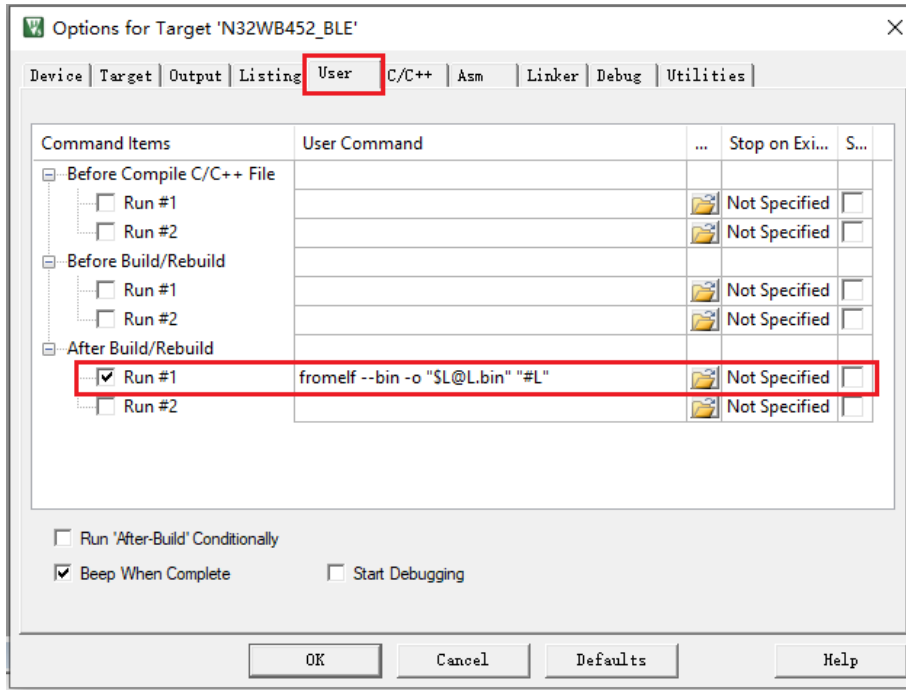 Options for Target 'N32WB452_BLE'
Device Target Output Listing User C/C++ Asm Linker Debug Utilities
Command Items User Command ... Stop on Exi... S...
Before Compile C/C++ File
Run #1 Not Specified
Run #2 Not Specified
Before Build/Rebuild
Run #1 Not Specified
Run #2 Not Specified
After Build/Rebuild
Run #1 fromelf --bin -o "$L@L.bin" "#L" Not Specified
Run #2 Not Specified
Run 'After-Build' Conditionally
Beep When Complete Start Debugging
OK Cancel Defaults Help